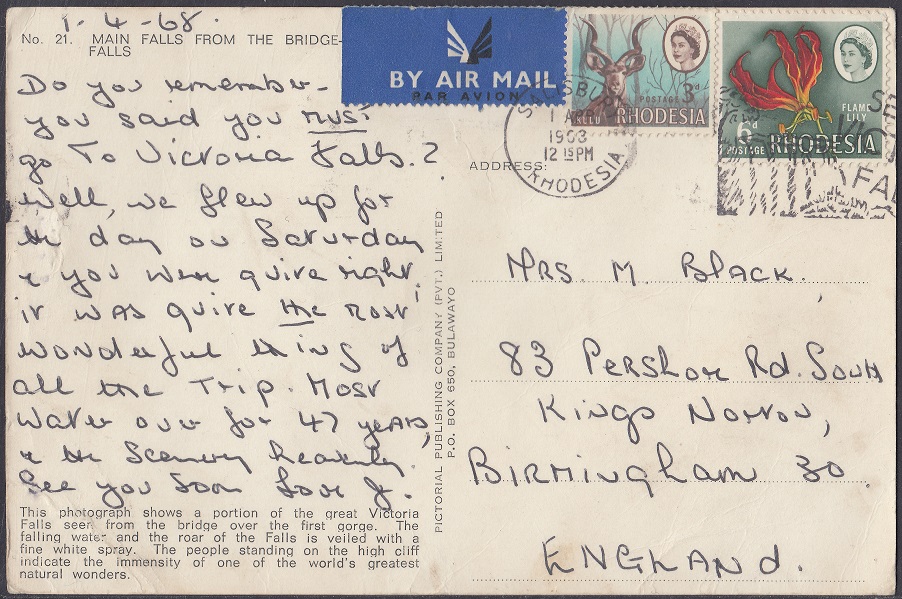 1-4-68.
No. 21. MAIN FALLS FROM THE BRIDGE-
FALLS
Do you remember-
you said you MUST
go To Victoria Falls.?
Well, we flew up for
the day on Saturday
& you were quite right
it was quite the most
wonderful thing of
all the Trip. Most
water over for 47 years,
& the Scenery heavenly.
See you Soon Love J.
This photograph shows a portion of the great Victoria
Falls seen from the bridge over the first gorge. The
falling water and the roar of the Falls is veiled with a
fine white spray. The people standing on the high cliff
indicate the immensity of one of the world's greatest
natural wonders.
PICTORIAL PUBLISHING COMPANY (PVT.) LIMITED
P.O. BOX 650, BULAWAYO
BY AIR MAIL
PAR AVION
KUDU
POSTAGE
3d
RHODESIA
FLAME
LILY
6d
POSTAGE
RHODESIA
SALISBURY
1 A
1968
12 15 PM
RHODESIA
SE
VIC
FAL
ADDRESS:
MRS M Black.
83 Pershore Rd. South
Kings Norton,
BIRMINGHAM 30
ENGLAND.